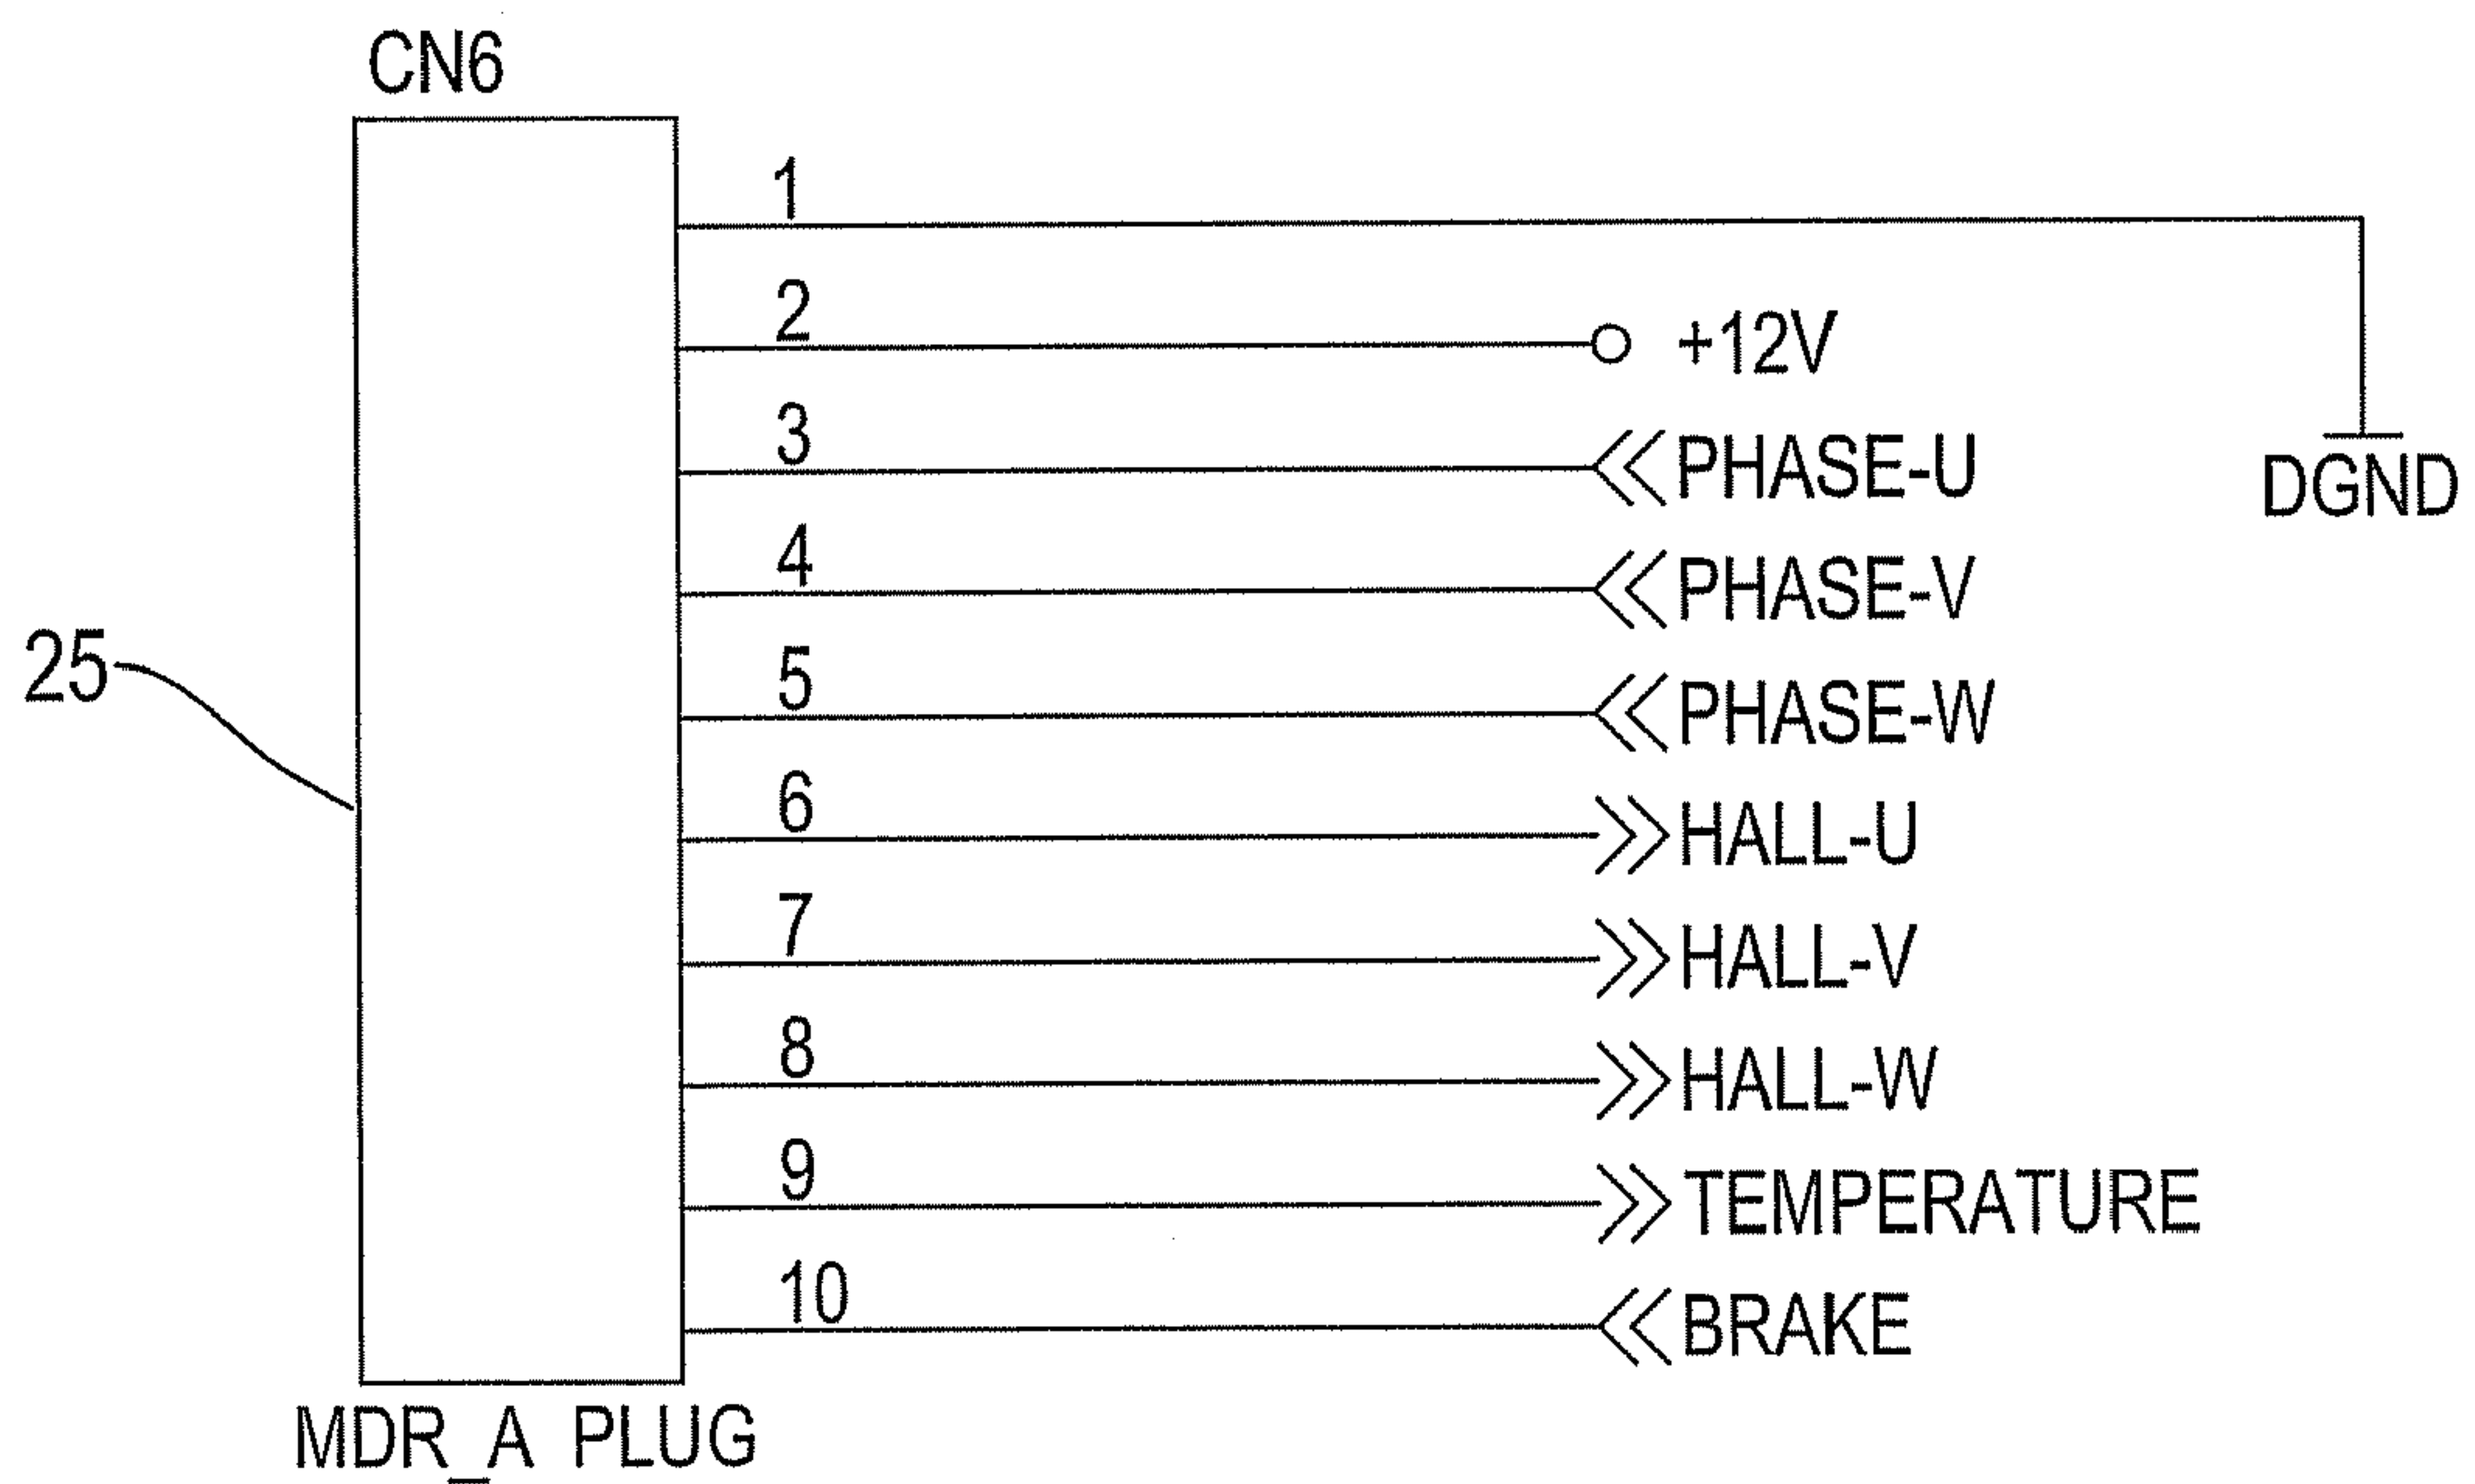 CN6
1
2
+12V
3
PHASE-U
DGND
4
PHASE-V
25
5
PHASE-W
6
HALL-U
7
HALL-V
8
HALL-W
9
TEMPERATURE
10
BRAKE
MDR_A PLUG